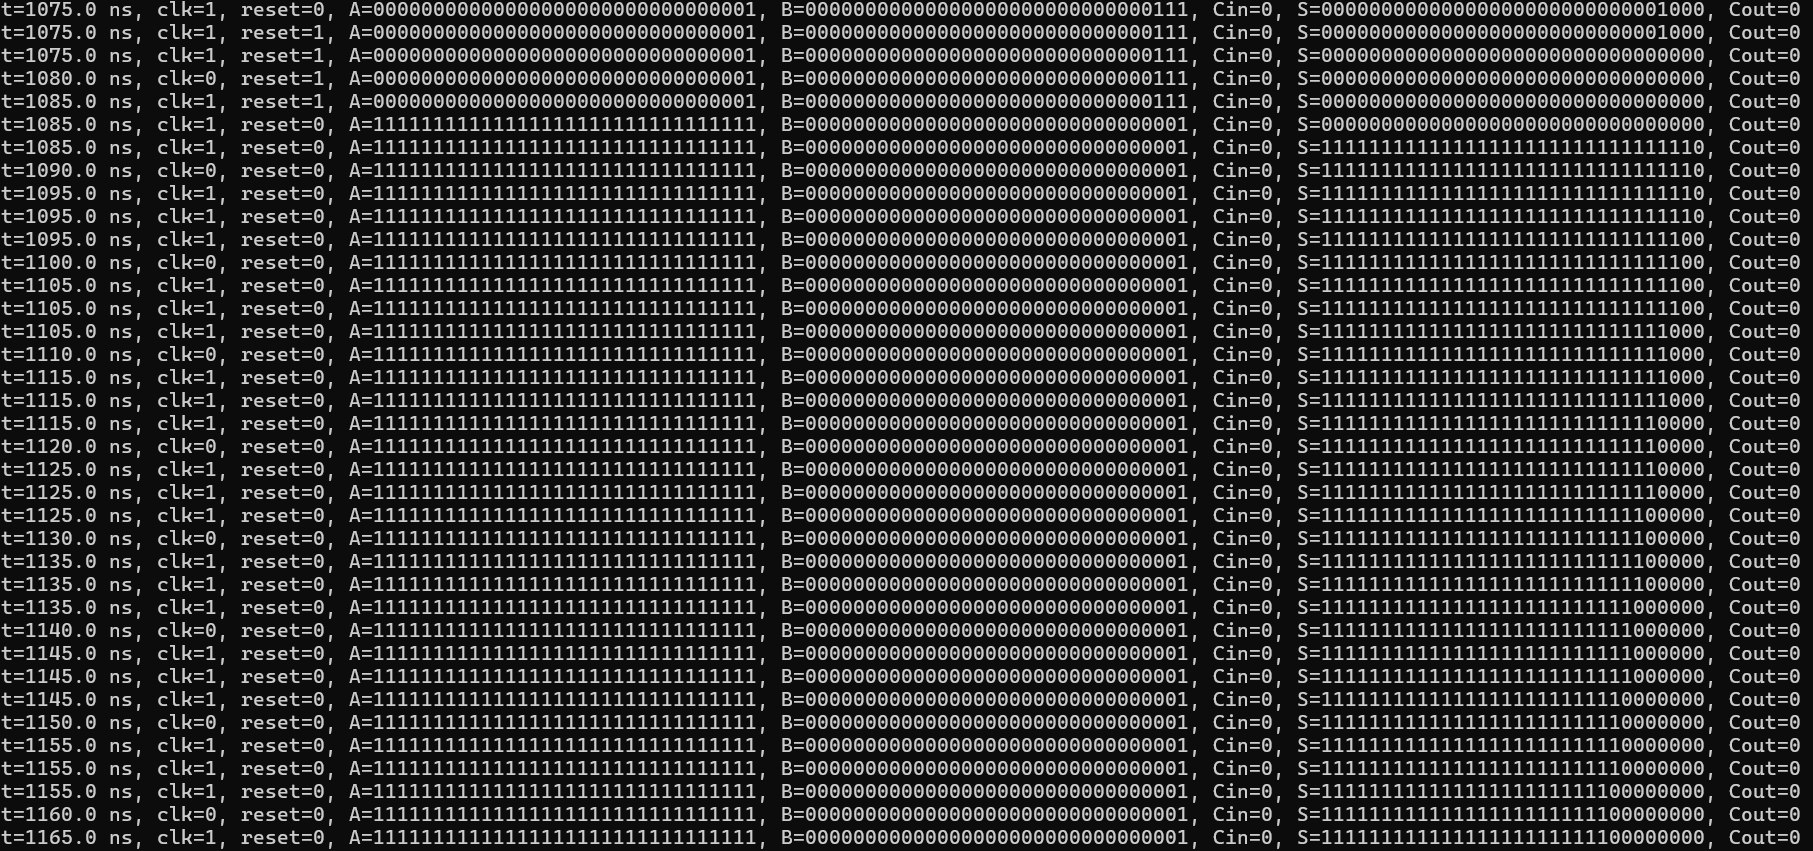 t=1075.0 ns, clk=1, reset=0, A=00000000000000000000000000000001, B=00000000000000000000000000000111, Cin=0, S=00000000000000000000000000001000, Cout=0
t=1075.0 ns, clk=1, reset=1, A=00000000000000000000000000000001, B=00000000000000000000000000000111, Cin=0, S=00000000000000000000000000001000, Cout=0
t=1075.0 ns, clk=1, reset=1, A=00000000000000000000000000000001, B=00000000000000000000000000000111, Cin=0, S=00000000000000000000000000000000, Cout=0
t=1080.0 ns, clk=0, reset=1, A=00000000000000000000000000000001, B=00000000000000000000000000000111, Cin=0, S=00000000000000000000000000000000, Cout=0
t=1085.0 ns, clk=1, reset=1, A=00000000000000000000000000000001, B=00000000000000000000000000000111, Cin=0, S=00000000000000000000000000000000, Cout=0
t=1085.0 ns, clk=1, reset=0, A=11111111111111111111111111111111, B=00000000000000000000000000000001, Cin=0, S=00000000000000000000000000000000, Cout=0
t=1085.0 ns, clk=1, reset=0, A=11111111111111111111111111111111, B=00000000000000000000000000000001, Cin=0, S=11111111111111111111111111111110, Cout=0
t=1090.0 ns, clk=0, reset=0, A=11111111111111111111111111111111, B=00000000000000000000000000000001, Cin=0, S=11111111111111111111111111111110, Cout=0
t=1095.0 ns, clk=1, reset=0, A=11111111111111111111111111111111, B=00000000000000000000000000000001, Cin=0, S=11111111111111111111111111111110, Cout=0
t=1095.0 ns, clk=1, reset=0, A=11111111111111111111111111111111, B=00000000000000000000000000000001, Cin=0, S=11111111111111111111111111111110, Cout=0
t=1095.0 ns, clk=1, reset=0, A=11111111111111111111111111111111, B=00000000000000000000000000000001, Cin=0, S=11111111111111111111111111111100, Cout=0
t=1100.0 ns, clk=0, reset=0, A=11111111111111111111111111111111, B=00000000000000000000000000000001, Cin=0, S=11111111111111111111111111111100, Cout=0
t=1105.0 ns, clk=1, reset=0, A=11111111111111111111111111111111, B=00000000000000000000000000000001, Cin=0, S=11111111111111111111111111111100, Cout=0
t=1105.0 ns, clk=1, reset=0, A=11111111111111111111111111111111, B=00000000000000000000000000000001, Cin=0, S=11111111111111111111111111111100, Cout=0
t=1105.0 ns, clk=1, reset=0, A=11111111111111111111111111111111, B=00000000000000000000000000000001, Cin=0, S=11111111111111111111111111111000, Cout=0
t=1110.0 ns, clk=0, reset=0, A=11111111111111111111111111111111, B=00000000000000000000000000000001, Cin=0, S=11111111111111111111111111111000, Cout=0
t=1115.0 ns, clk=1, reset=0, A=11111111111111111111111111111111, B=00000000000000000000000000000001, Cin=0, S=11111111111111111111111111111000, Cout=0
t=1115.0 ns, clk=1, reset=0, A=11111111111111111111111111111111, B=00000000000000000000000000000001, Cin=0, S=11111111111111111111111111111000, Cout=0
t=1115.0 ns, clk=1, reset=0, A=11111111111111111111111111111111, B=00000000000000000000000000000001, Cin=0, S=11111111111111111111111111110000, Cout=0
t=1120.0 ns, clk=0, reset=0, A=11111111111111111111111111111111, B=00000000000000000000000000000001, Cin=0, S=11111111111111111111111111110000, Cout=0
t=1125.0 ns, clk=1, reset=0, A=11111111111111111111111111111111, B=00000000000000000000000000000001, Cin=0, S=11111111111111111111111111110000, Cout=0
t=1125.0 ns, clk=1, reset=0, A=11111111111111111111111111111111, B=00000000000000000000000000000001, Cin=0, S=11111111111111111111111111110000, Cout=0
t=1125.0 ns, clk=1, reset=0, A=11111111111111111111111111111111, B=00000000000000000000000000000001, Cin=0, S=11111111111111111111111111100000, Cout=0
t=1130.0 ns, clk=0, reset=0, A=11111111111111111111111111111111, B=00000000000000000000000000000001, Cin=0, S=11111111111111111111111111100000, Cout=0
t=1135.0 ns, clk=1, reset=0, A=11111111111111111111111111111111, B=00000000000000000000000000000001, Cin=0, S=11111111111111111111111111100000, Cout=0
t=1135.0 ns, clk=1, reset=0, A=11111111111111111111111111111111, B=00000000000000000000000000000001, Cin=0, S=11111111111111111111111111100000, Cout=0
t=1135.0 ns, clk=1, reset=0, A=11111111111111111111111111111111, B=00000000000000000000000000000001, Cin=0, S=11111111111111111111111111000000, Cout=0
t=1140.0 ns, clk=0, reset=0, A=11111111111111111111111111111111, B=00000000000000000000000000000001, Cin=0, S=11111111111111111111111111000000, Cout=0
t=1145.0 ns, clk=1, reset=0, A=11111111111111111111111111111111, B=00000000000000000000000000000001, Cin=0, S=11111111111111111111111111000000, Cout=0
t=1145.0 ns, clk=1, reset=0, A=11111111111111111111111111111111, B=00000000000000000000000000000001, Cin=0, S=11111111111111111111111111000000, Cout=0
t=1145.0 ns, clk=1, reset=0, A=11111111111111111111111111111111, B=00000000000000000000000000000001, Cin=0, S=11111111111111111111111110000000, Cout=0
t=1150.0 ns, clk=0, reset=0, A=11111111111111111111111111111111, B=00000000000000000000000000000001, Cin=0, S=11111111111111111111111110000000, Cout=0
t=1155.0 ns, clk=1, reset=0, A=11111111111111111111111111111111, B=00000000000000000000000000000001, Cin=0, S=11111111111111111111111110000000, Cout=0
t=1155.0 ns, clk=1, reset=0, A=11111111111111111111111111111111, B=00000000000000000000000000000001, Cin=0, S=11111111111111111111111110000000, Cout=0
t=1155.0 ns, clk=1, reset=0, A=11111111111111111111111111111111, B=00000000000000000000000000000001, Cin=0, S=11111111111111111111111100000000, Cout=0
t=1160.0 ns, clk=0, reset=0, A=11111111111111111111111111111111, B=00000000000000000000000000000001, Cin=0, S=11111111111111111111111100000000, Cout=0
t=1165.0 ns, clk=1, reset=0, A=11111111111111111111111111111111, B=00000000000000000000000000000001, Cin=0, S=11111111111111111111111100000000, Cout=0